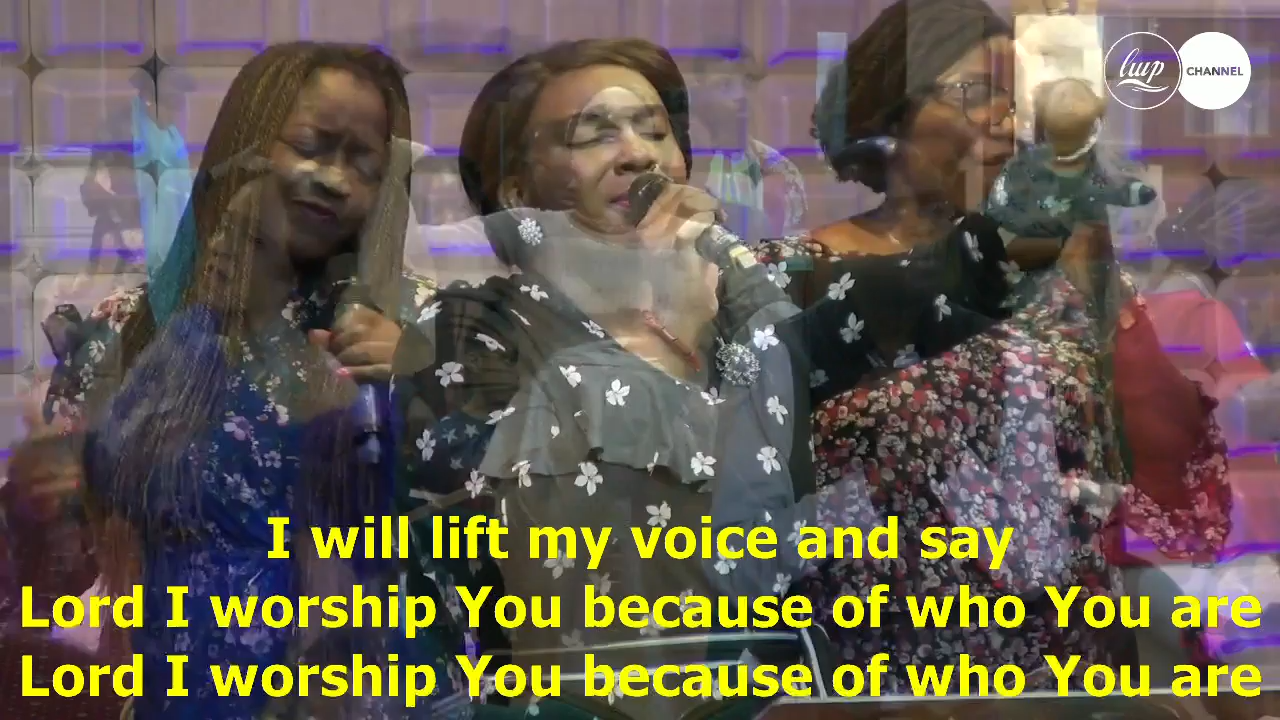 lwp
CHANNEL
I will lift my voice and say
Lord I worship You because of who You are
Lord I worship You because of who You are